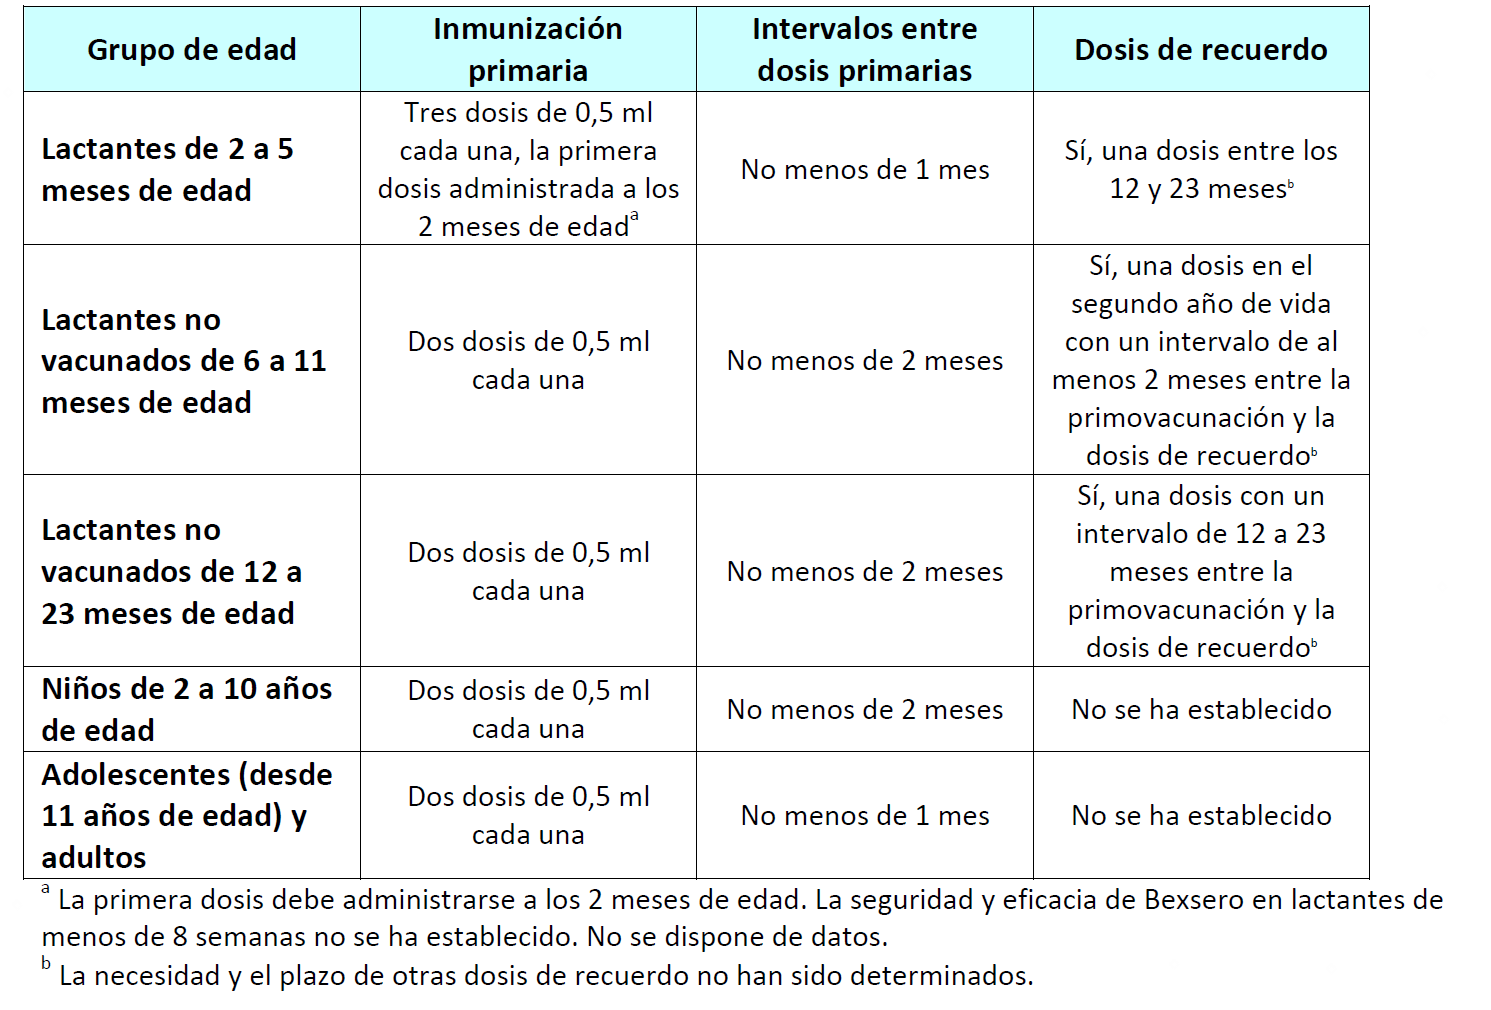 Grupo de edad
Inmunización
primaria
Intervalos entre
dosis primarias
Dosis de recuerdo
Lactantes de 2 a 5
meses de edad
Tres dosis de 0,5 ml
cada una, la primera
dosis administrada a los
2 meses de edadª
No menos de 1 mes
Sí, una dosis entre los
12 y 23 mesesᵇ
Lactantes no
vacunados de 6 a 11
meses de edad
Dos dosis de 0,5 ml
cada una
No menos de 2 meses
Sí, una dosis en el
segundo año de vida
con un intervalo de al
menos 2 meses entre la
primovacunación y la
dosis de recuerdoᵇ
Lactantes no
vacunados de 12 a
23 meses de edad
Dos dosis de 0,5 ml
cada una
No menos de 2 meses
Sí, una dosis con un
intervalo de 12 a 23
meses entre la
primovacunación y la
dosis de recuerdoᵇ
Niños de 2 a 10 años
de edad
Dos dosis de 0,5 ml
cada una
No menos de 2 meses
No se ha establecido
Adolescentes (desde
11 años de edad) y
adultos
Dos dosis de 0,5 ml
cada una
No menos de 1 mes
No se ha establecido
ª La primera dosis debe administrarse a los 2 meses de edad. La seguridad y eficacia de Bexsero en lactantes de
menos de 8 semanas no se ha establecido. No se dispone de datos.
ᵇ La necesidad y el plazo de otras dosis de recuerdo no han sido determinados.